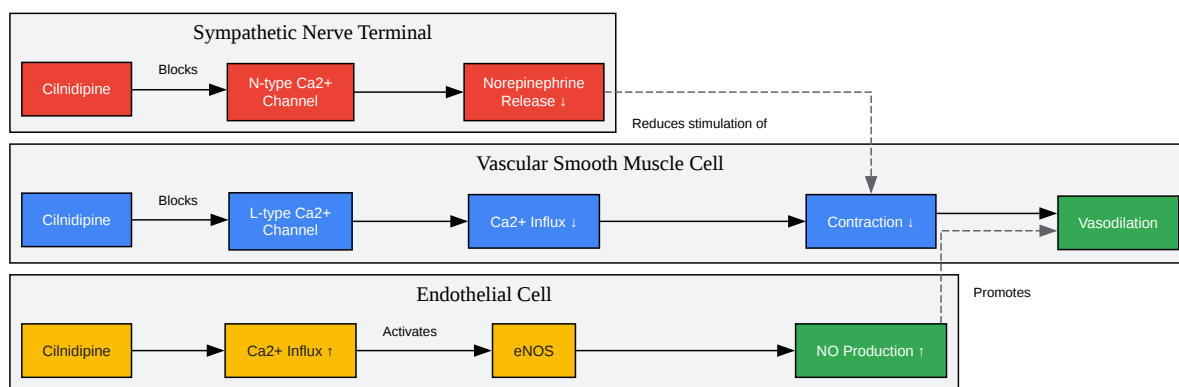 Sympathetic Nerve Terminal
Cilnidipine
Blocks
N-type Ca2+
Channel
Norepinephrine
Release ↓
Reduces stimulation of
Vascular Smooth Muscle Cell
Cilnidipine
Blocks
L-type Ca2+
Channel
Ca2+ Influx ↓
Contraction ↓
Vasodilation
Endothelial Cell
Promotes
Cilnidipine
Ca2+ Influx ↑
Activates
eNOS
NO Production ↑